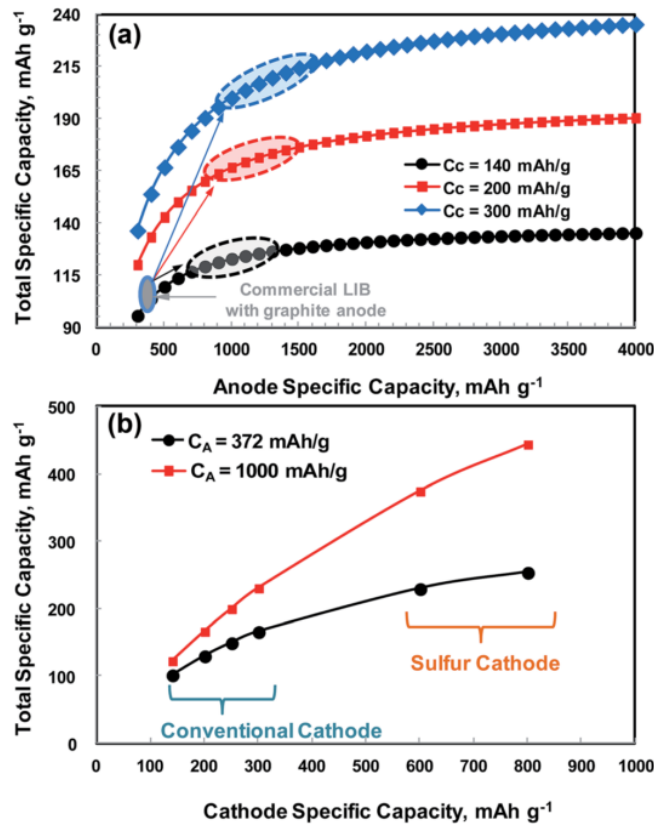 (a)
Total Specific Capacity, mAh g⁻¹
240
215
190
165
140
115
90
Cc = 140 mAh/g
Cc = 200 mAh/g
Cc = 300 mAh/g
Commercial LIB
with graphite anode
0 500 1000 1500 2000 2500 3000 3500 4000
Anode Specific Capacity, mAh g⁻¹
(b)
Total Specific Capacity, mAh g⁻¹
500
400
300
200
100
0
C_A = 372 mAh/g
C_A = 1000 mAh/g
Sulfur Cathode
Conventional Cathode
0 100 200 300 400 500 600 700 800 900 1000
Cathode Specific Capacity, mAh g⁻¹